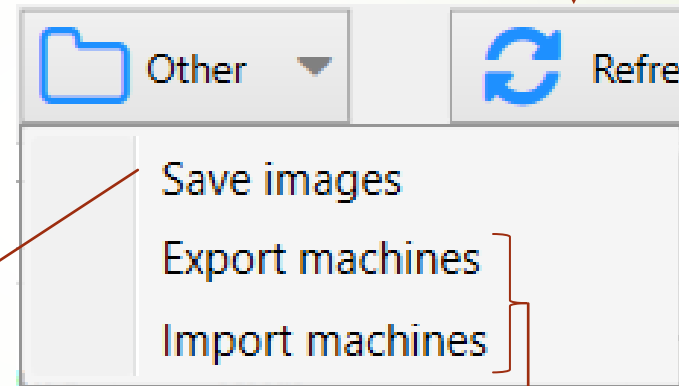 Other
Refre
Save images
Export machines
Import machines